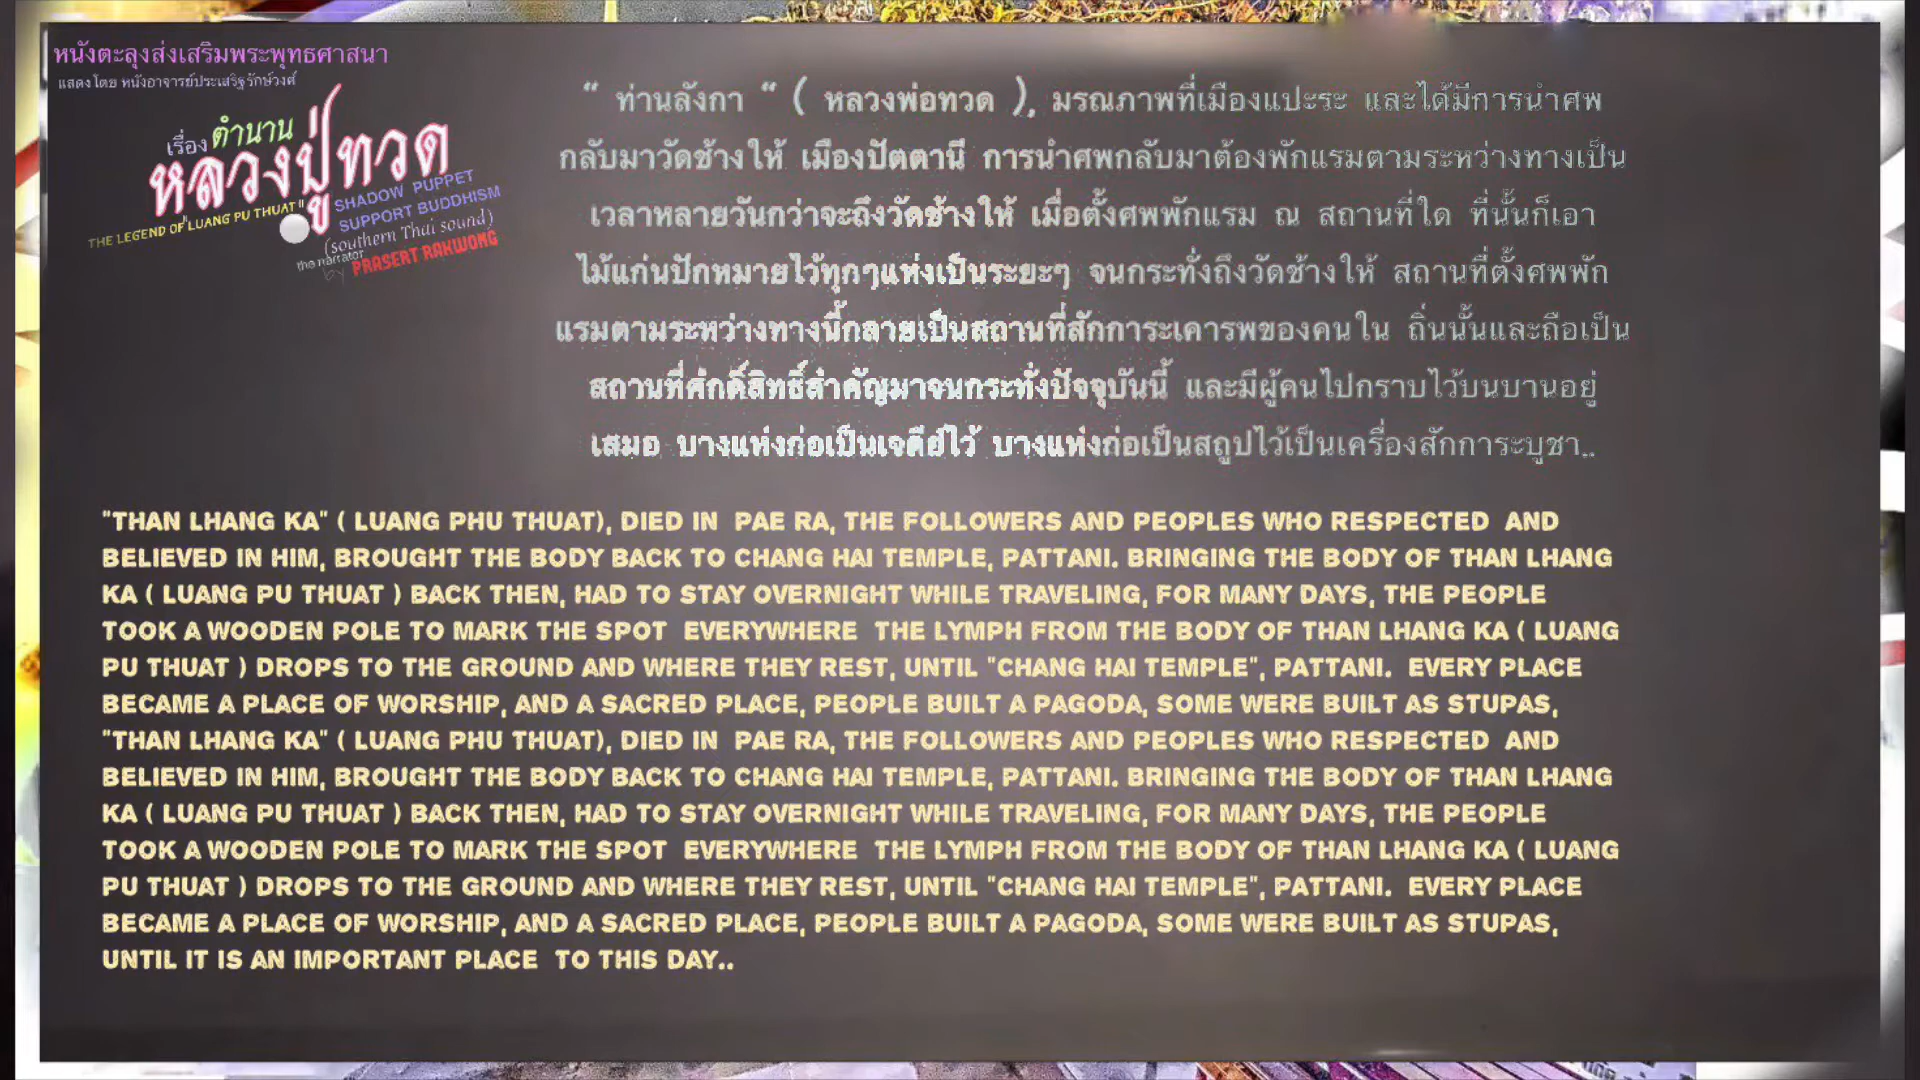 หนังตะลุงส่งเสริมพระพุทธศาสนา
แสดงโดย หนังอาจารย์ประเสริฐรักษ์วงศ์
เรื่อง ตำนาน
หลวงปู่ทวด
"THE LEGEND OF LUANG PU THUAT"
SHADOW PUPPET
SUPPORT BUDDHISM
(southern Thai sound)
the narrator
by PRASERT RAKWONG
“ ท่านลังกา “ ( หลวงพ่อทวด ), มรณภาพที่เมืองแปะระ และได้มีการนำศพ
กลับมาวัดช้างให้ เมืองปัตตานี การนำศพกลับมาต้องพักแรมตามระหว่างทางเป็น
เวลาหลายวันกว่าจะถึงวัดช้างให้ เมื่อตั้งศพพักแรม ณ สถานที่ใด ที่นั้นก็เอา
ไม้แก่นปักหมายไว้ทุกๆแห่งเป็นระยะๆ จนกระทั่งถึงวัดช้างให้ สถานที่ตั้งศพพัก
แรมตามระหว่างทางนี้กลายเป็นสถานที่สักการะเคารพของคนใน ถิ่นนั้นและถือเป็น
สถานที่ศักดิ์สิทธิ์สำคัญมาจนกระทั่งปัจจุบันนี้ และมีผู้คนไปกราบไว้บนบานอยู่
เสมอ บางแห่งก่อเป็นเจดีย์ไว้ บางแห่งก่อเป็นสถูปไว้เป็นเครื่องสักการะบูชา..
"THAN LHANG KA" ( LUANG PHU THUAT), DIED IN PAE RA, THE FOLLOWERS AND PEOPLES WHO RESPECTED AND
BELIEVED IN HIM, BROUGHT THE BODY BACK TO CHANG HAI TEMPLE, PATTANI. BRINGING THE BODY OF THAN LHANG
KA ( LUANG PU THUAT ) BACK THEN, HAD TO STAY OVERNIGHT WHILE TRAVELING, FOR MANY DAYS, THE PEOPLE
TOOK A WOODEN POLE TO MARK THE SPOT EVERYWHERE THE LYMPH FROM THE BODY OF THAN LHANG KA ( LUANG
PU THUAT ) DROPS TO THE GROUND AND WHERE THEY REST, UNTIL "CHANG HAI TEMPLE", PATTANI. EVERY PLACE
BECAME A PLACE OF WORSHIP, AND A SACRED PLACE, PEOPLE BUILT A PAGODA, SOME WERE BUILT AS STUPAS,
"THAN LHANG KA" ( LUANG PHU THUAT), DIED IN PAE RA, THE FOLLOWERS AND PEOPLES WHO RESPECTED AND
BELIEVED IN HIM, BROUGHT THE BODY BACK TO CHANG HAI TEMPLE, PATTANI. BRINGING THE BODY OF THAN LHANG
KA ( LUANG PU THUAT ) BACK THEN, HAD TO STAY OVERNIGHT WHILE TRAVELING, FOR MANY DAYS, THE PEOPLE
TOOK A WOODEN POLE TO MARK THE SPOT EVERYWHERE THE LYMPH FROM THE BODY OF THAN LHANG KA ( LUANG
PU THUAT ) DROPS TO THE GROUND AND WHERE THEY REST, UNTIL "CHANG HAI TEMPLE", PATTANI. EVERY PLACE
BECAME A PLACE OF WORSHIP, AND A SACRED PLACE, PEOPLE BUILT A PAGODA, SOME WERE BUILT AS STUPAS,
UNTIL IT IS AN IMPORTANT PLACE TO THIS DAY..